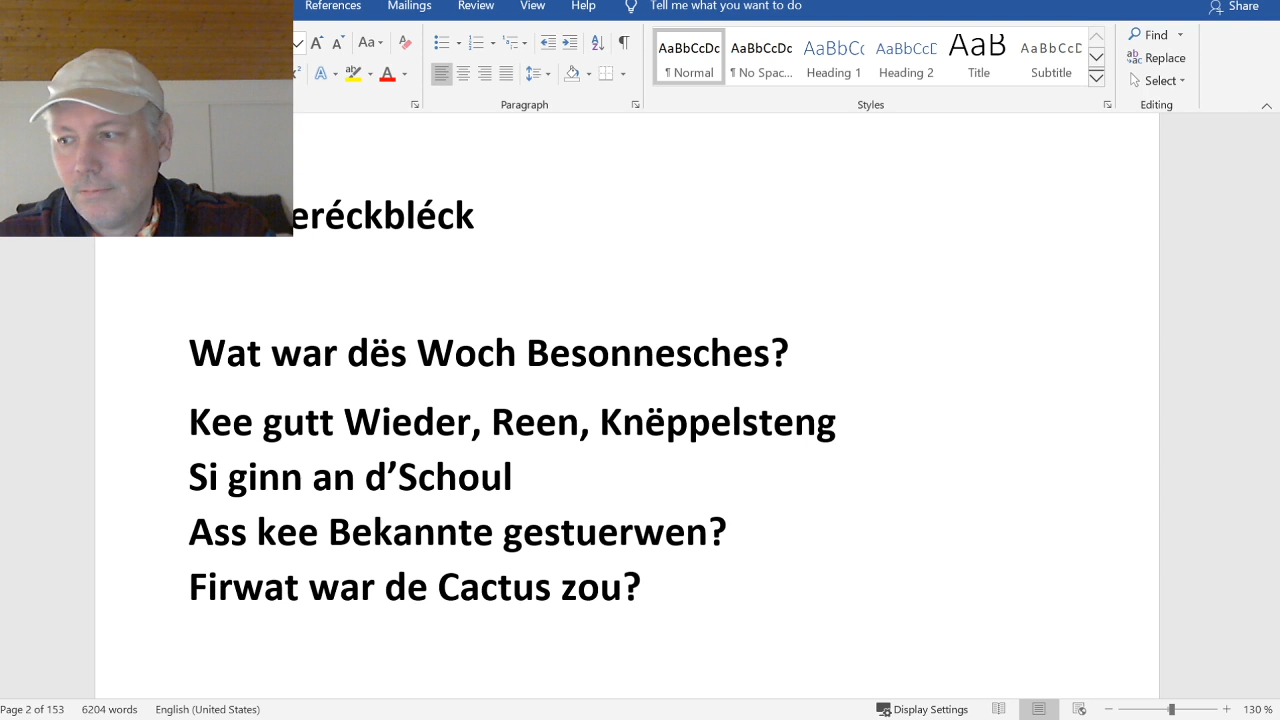 References Mailings Review View Help Tell me what you want to do Share
Aa
AaBbCcDc AaBbCcDc AaBbCc AaBbCcD AaB AaBbCcD
¶ Normal ¶ No Spac... Heading 1 Heading 2 Title Subtitle
Find
Replace
Select
Paragraph Styles Editing
eréckbléck
Wat war dës Woch Besonnesches?
Kee gutt Wieder, Reen, Knëppelsteng
Si ginn an d’Schoul
Ass kee Bekannte gestuerwen?
Firwat war de Cactus zou?
Page 2 of 153 6204 words English (United States) Display Settings 130 %